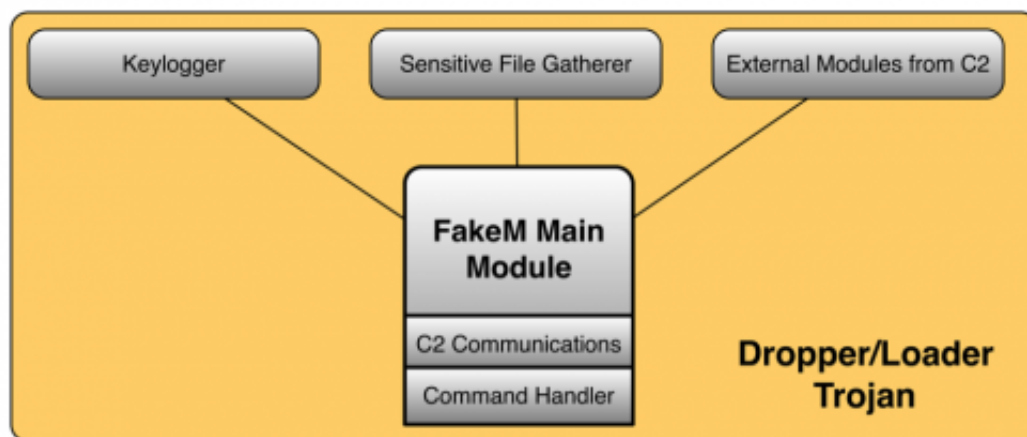 Keylogger
Sensitive File Gatherer
External Modules from C2
FakeM Main
Module
C2 Communications
Command Handler
Dropper/Loader
Trojan